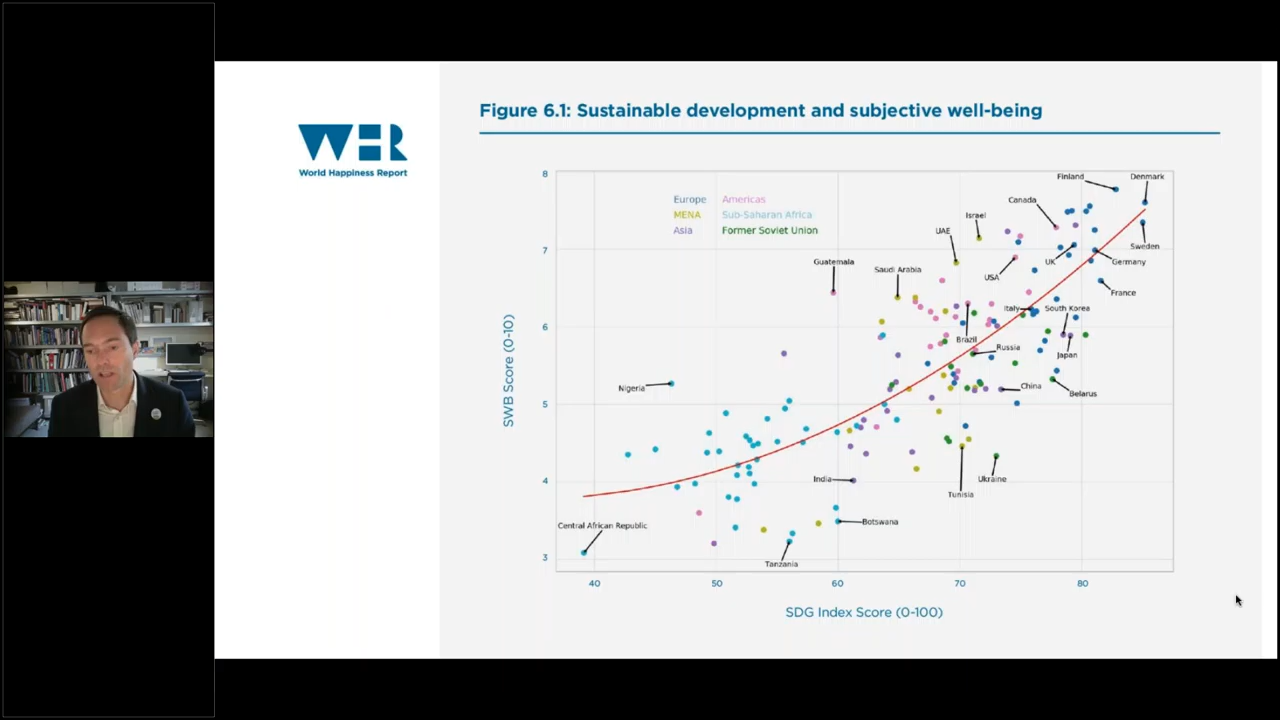 WHR
World Happiness Report
Figure 6.1: Sustainable development and subjective well-being
8
7
6
5
4
3
SWB Score (0-10)
Europe Americas
MENA Sub-Saharan Africa
Asia Former Soviet Union
Finland
Denmark
Canada
Israel
UAE
Sweden
UK
Germany
Guatemala
Saudi Arabia
USA
France
Italy
South Korea
Brazil
Russia
Japan
Nigeria
China
Belarus
India
Ukraine
Tunisia
Central African Republic
Botswana
Tanzania
40 50 60 70 80
SDG Index Score (0-100)